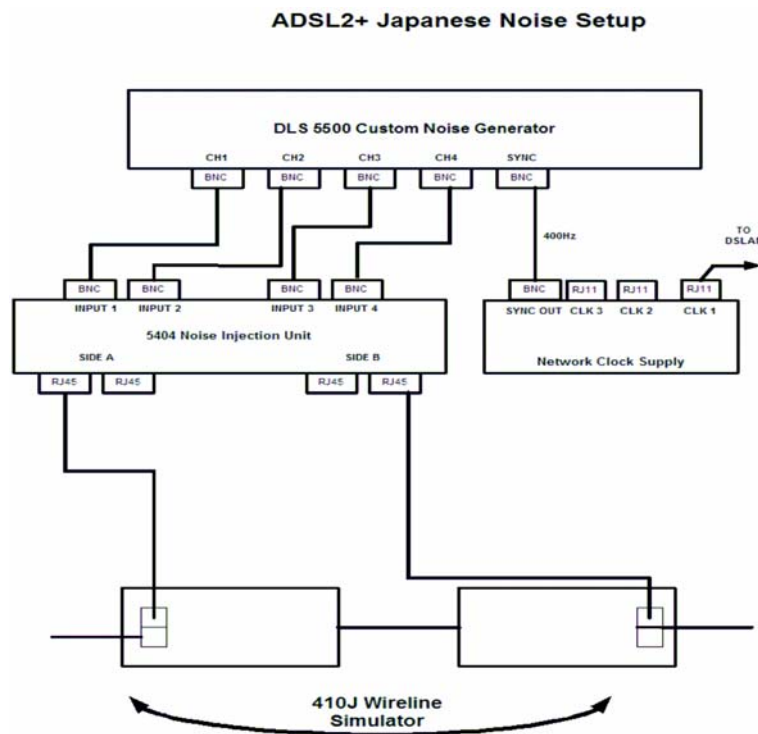 ADSL2+ Japanese Noise Setup
DLS 5500 Custom Noise Generator
CH1 CH2 CH3 CH4 SYNC
BNC BNC BNC BNC BNC
400Hz
TO
DSLAM
BNC BNC BNC BNC
INPUT 1 INPUT 2 INPUT 3 INPUT 4
5404 Noise Injection Unit
SIDE A SIDE B
RJ45 RJ45 RJ45 RJ45
BNC RJ11 RJ11 RJ11
SYNC OUT CLK 3 CLK 2 CLK 1
Network Clock Supply
410J Wireline
Simulator